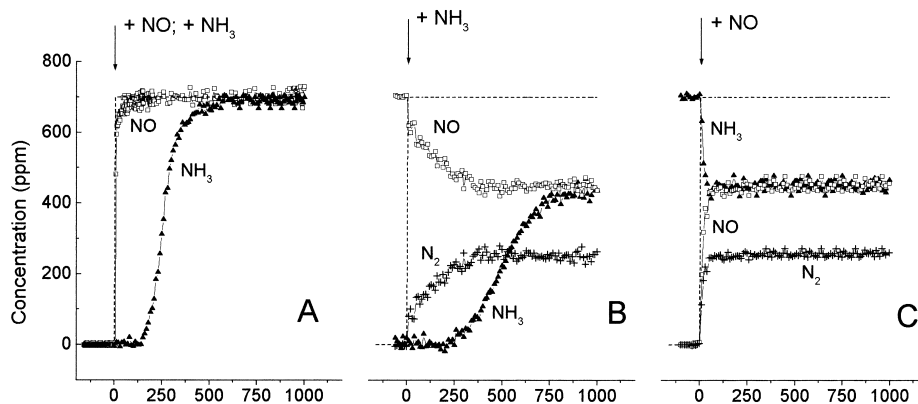 + NO; + NH₃
+ NH₃
+ NO
Concentration (ppm)
800
600
400
200
0
NO
NH₃
A
NO
N₂
NH₃
B
NH₃
NO
N₂
C
0 250 500 750 1000
0 250 500 750 1000
0 250 500 750 1000